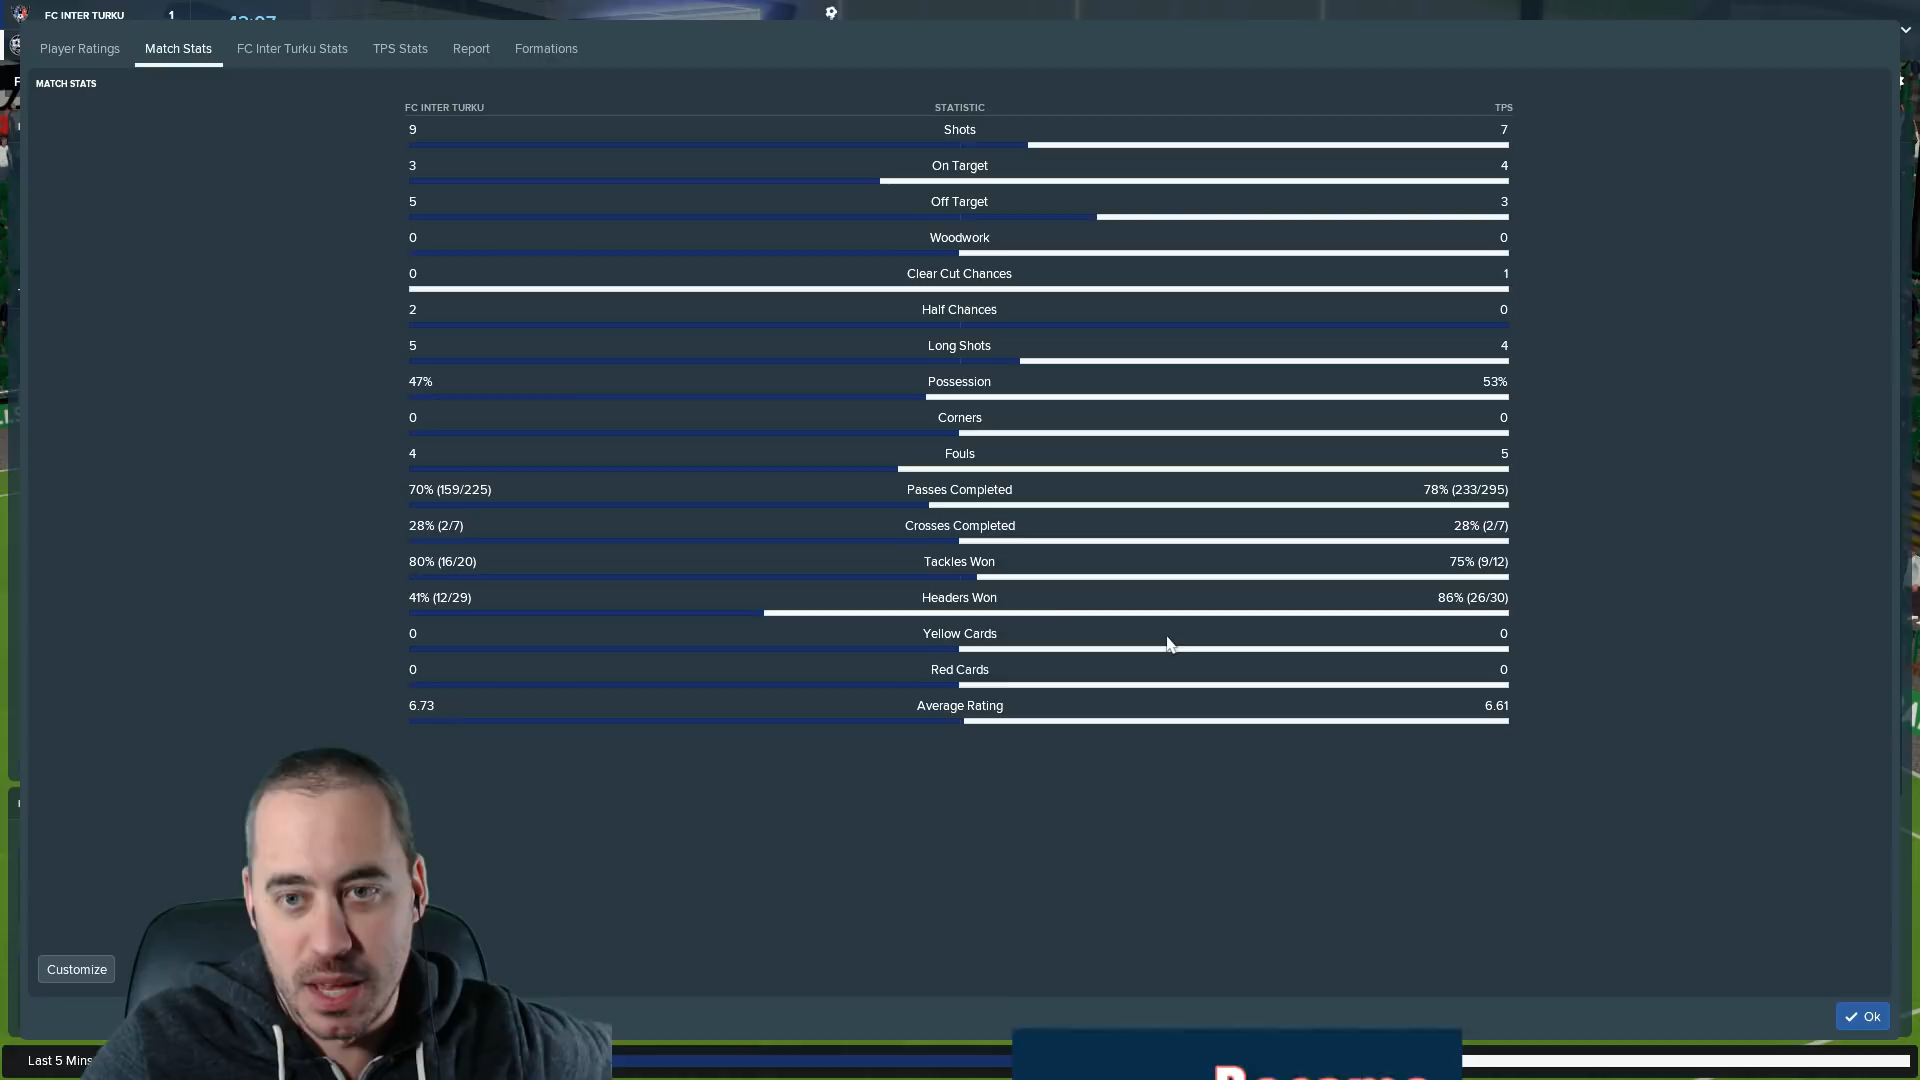 FC INTER TURKU 1
Player Ratings Match Stats FC Inter Turku Stats TPS Stats Report Formations
MATCH STATS
FC INTER TURKU STATISTIC TPS
9 Shots 7
3 On Target 4
5 Off Target 3
0 Woodwork 0
0 Clear Cut Chances 1
2 Half Chances 0
5 Long Shots 4
47% Possession 53%
0 Corners 0
4 Fouls 5
70% (159/225) Passes Completed 78% (233/295)
28% (2/7) Crosses Completed 28% (2/7)
80% (16/20) Tackles Won 75% (9/12)
41% (12/29) Headers Won 86% (26/30)
0 Yellow Cards 0
0 Red Cards 0
6.73 Average Rating 6.61
Customize
Ok
Last 5 Mins